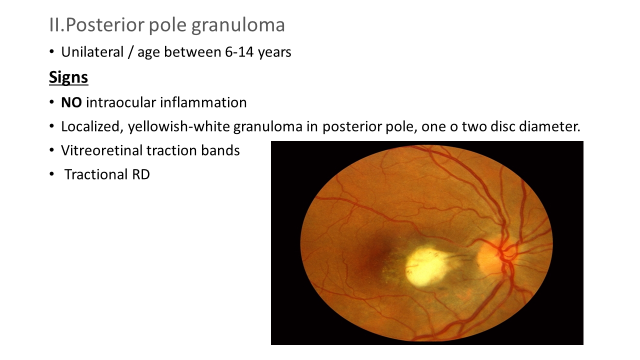 II.Posterior pole granuloma
• Unilateral / age between 6-14 years
Signs
• NO intraocular inflammation
• Localized, yellowish-white granuloma in posterior pole, one o two disc diameter.
• Vitreoretinal traction bands
• Tractional RD